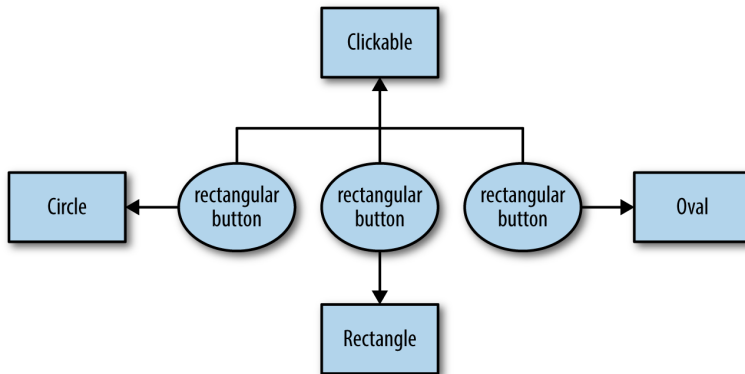 Clickable
Circle
rectangular
button
rectangular
button
rectangular
button
Oval
Rectangle